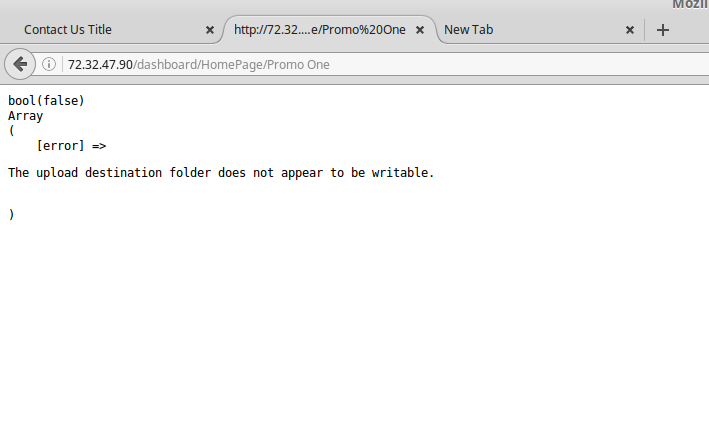 Mozil
Contact Us Title
http://72.32....e/Promo%20One
New Tab
72.32.47.90/dashboard/HomePage/Promo One
bool(false)
Array
(
[error] =>
The upload destination folder does not appear to be writable.
)